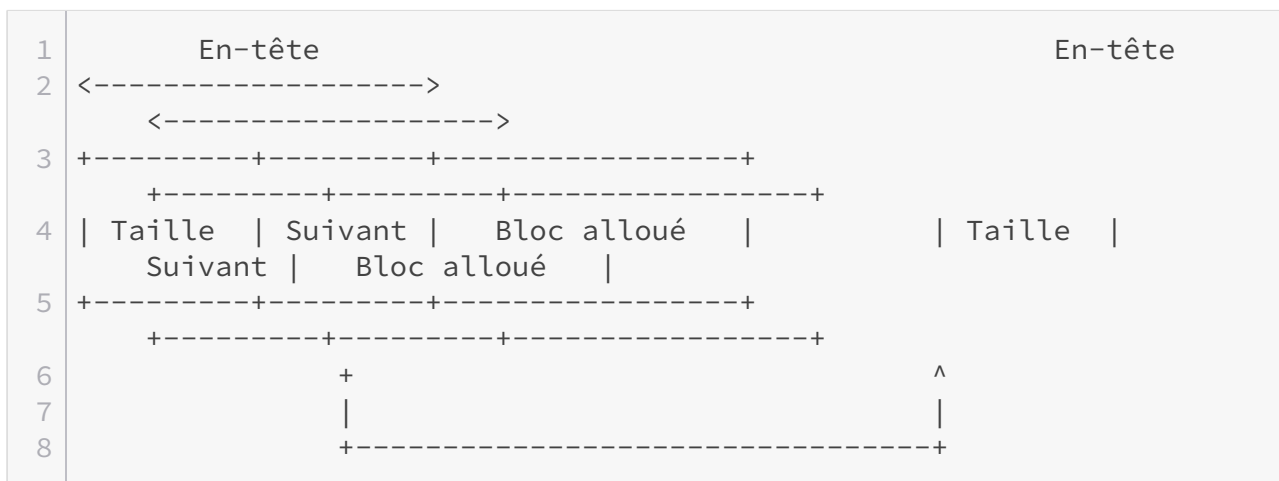 1        En-tête                                           En-tête
2 <------------------->
    <------------------->
3 +---------+---------+-----------------+
    +---------+---------+-----------------+
4 | Taille  | Suivant |   Bloc alloué   |          | Taille  |
    Suivant |   Bloc alloué   |
5 +---------+---------+-----------------+
    +---------+---------+-----------------+
6                +                                 ^
7                |                                 |
8                +---------------------------------+